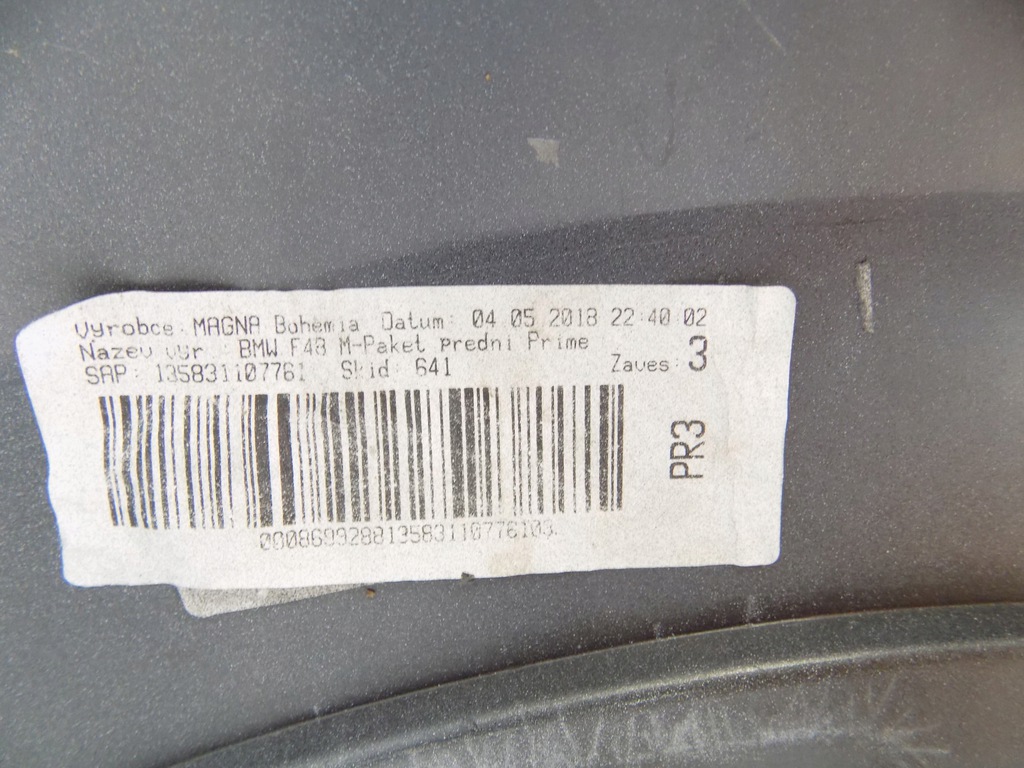 Vyrobce: MAGNA Bohemia Datum: 04.05.2018 22:40:02
Nazev vyr.: BMW F48 M-Paket predni Prime
SAP: 135831107761 Skid: 641 Zaves: 3
PR3